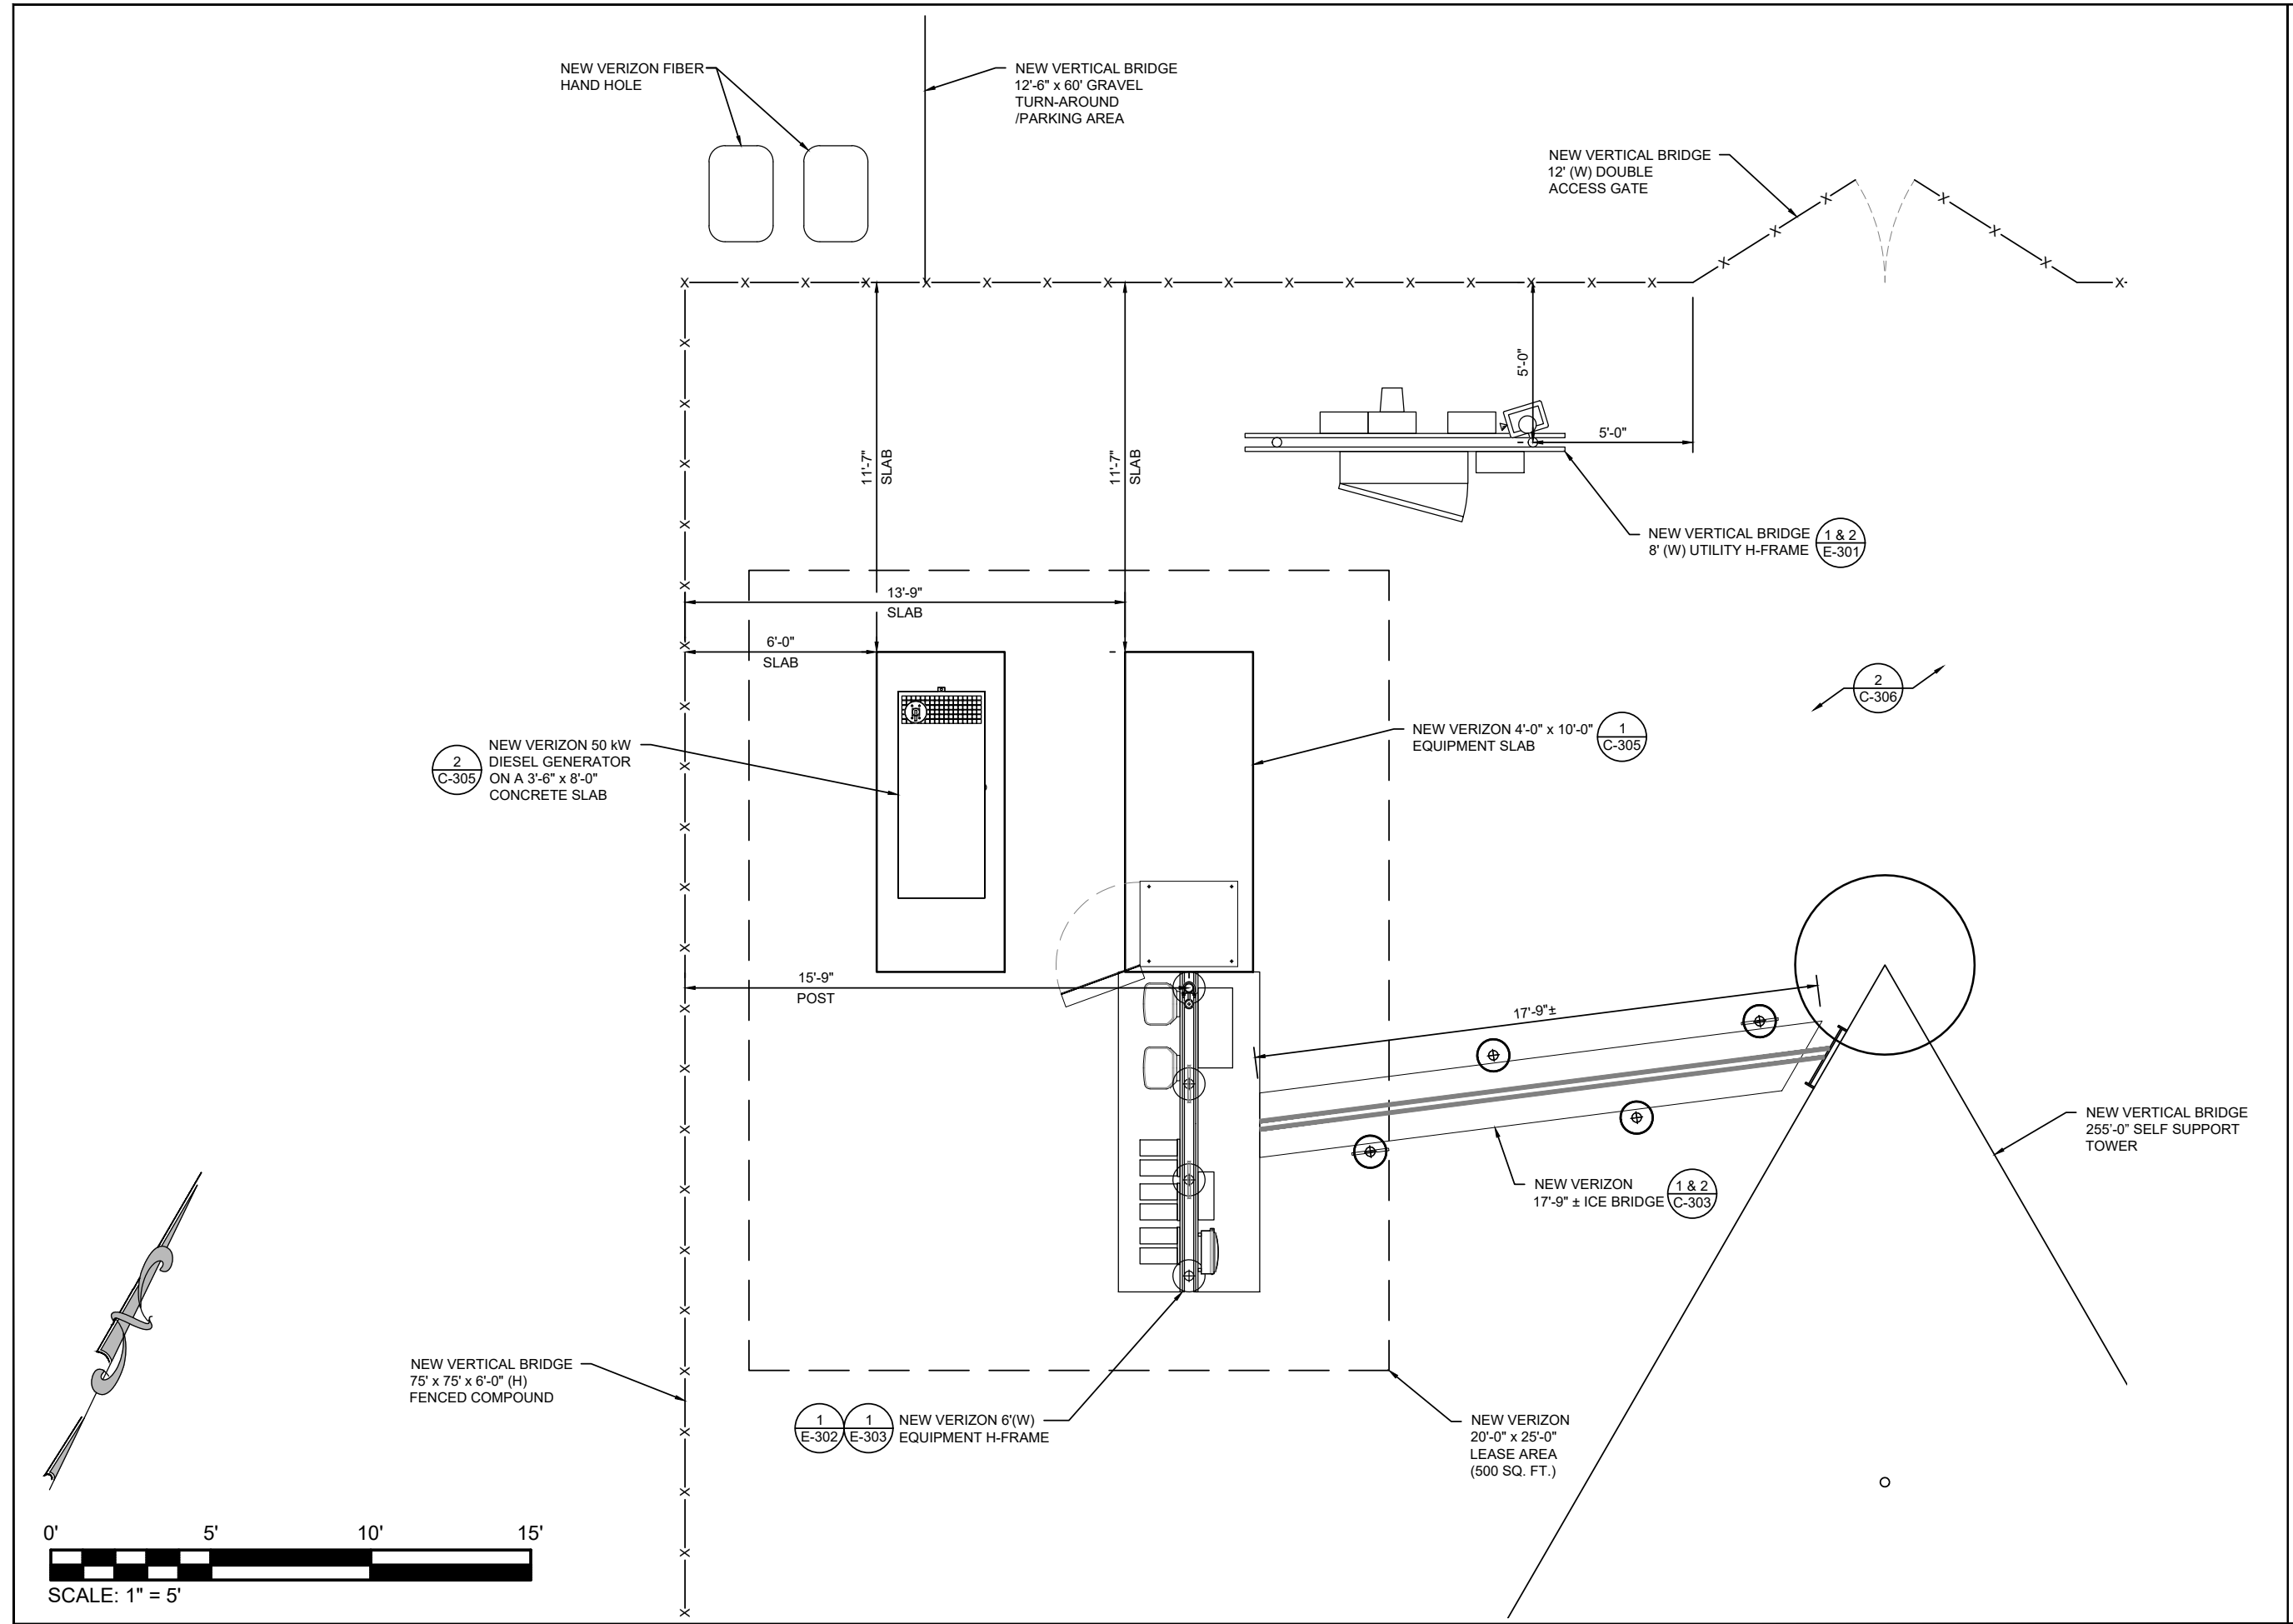 NEW VERIZON FIBER
HAND HOLE
NEW VERTICAL BRIDGE
12'-6" x 60' GRAVEL
TURN-AROUND
/PARKING AREA
NEW VERTICAL BRIDGE
12' (W) DOUBLE
ACCESS GATE
5'-0"
5'-0"
11'-7"
SLAB
11'-7"
SLAB
NEW VERTICAL BRIDGE
8' (W) UTILITY H-FRAME
1 & 2
E-301
13'-9"
SLAB
6'-0"
SLAB
2
C-306
NEW VERIZON 4'-0" x 10'-0"
EQUIPMENT SLAB
1
C-305
2
C-305
NEW VERIZON 50 kW
DIESEL GENERATOR
ON A 3'-6" x 8'-0"
CONCRETE SLAB
15'-9"
POST
17'-9"±
NEW VERTICAL BRIDGE
255'-0" SELF SUPPORT
TOWER
NEW VERIZON
17'-9" ± ICE BRIDGE
1 & 2
C-303
NEW VERTICAL BRIDGE
75' x 75' x 6'-0" (H)
FENCED COMPOUND
1
E-302
1
E-303
NEW VERIZON 6'(W)
EQUIPMENT H-FRAME
NEW VERIZON
20'-0" x 25'-0"
LEASE AREA
(500 SQ. FT.)
0' 5' 10' 15'
SCALE: 1" = 5'